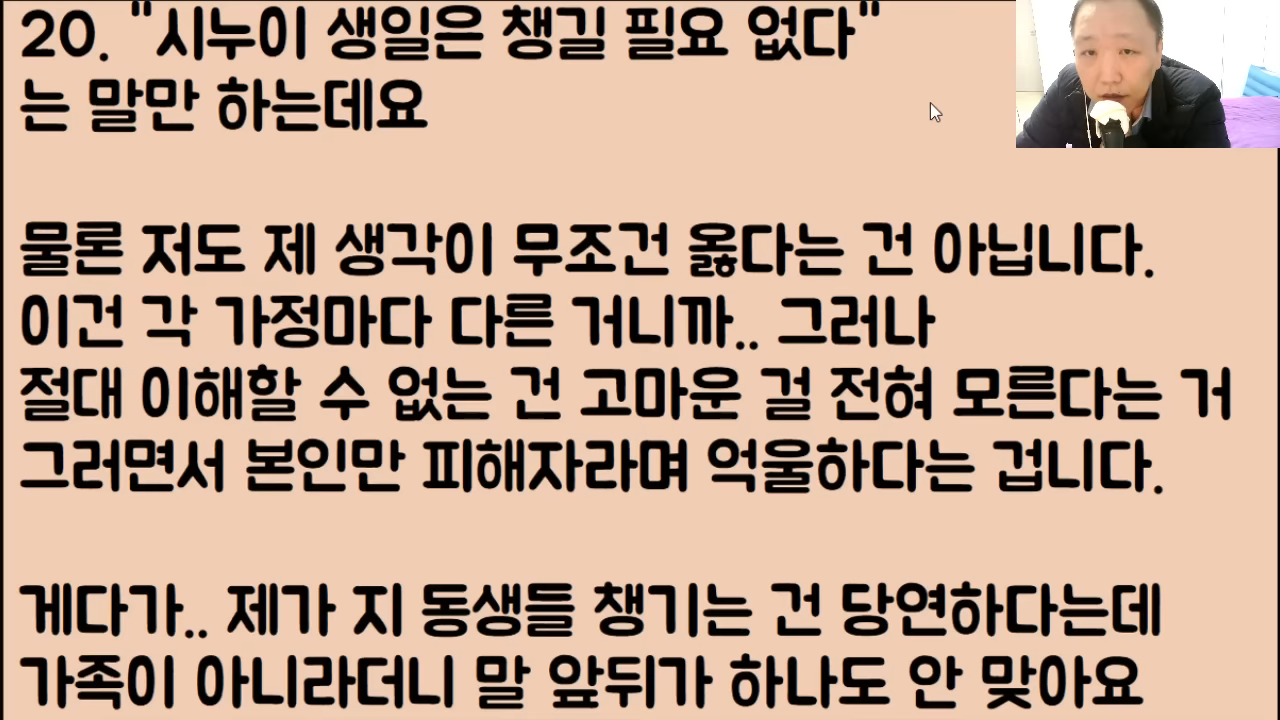 20. "시누이 생일은 챙길 필요 없다"
는 말만 하는데요
물론 저도 제 생각이 무조건 옳다는 건 아닙니다.
이건 각 가정마다 다른 거니까.. 그러나
절대 이해할 수 없는 건 고마운 걸 전혀 모른다는 거
그러면서 본인만 피해자라며 억울하다는 겁니다.
게다가.. 제가 지 동생들 챙기는 건 당연하다는데
가족이 아니라더니 말 앞뒤가 하나도 안 맞아요